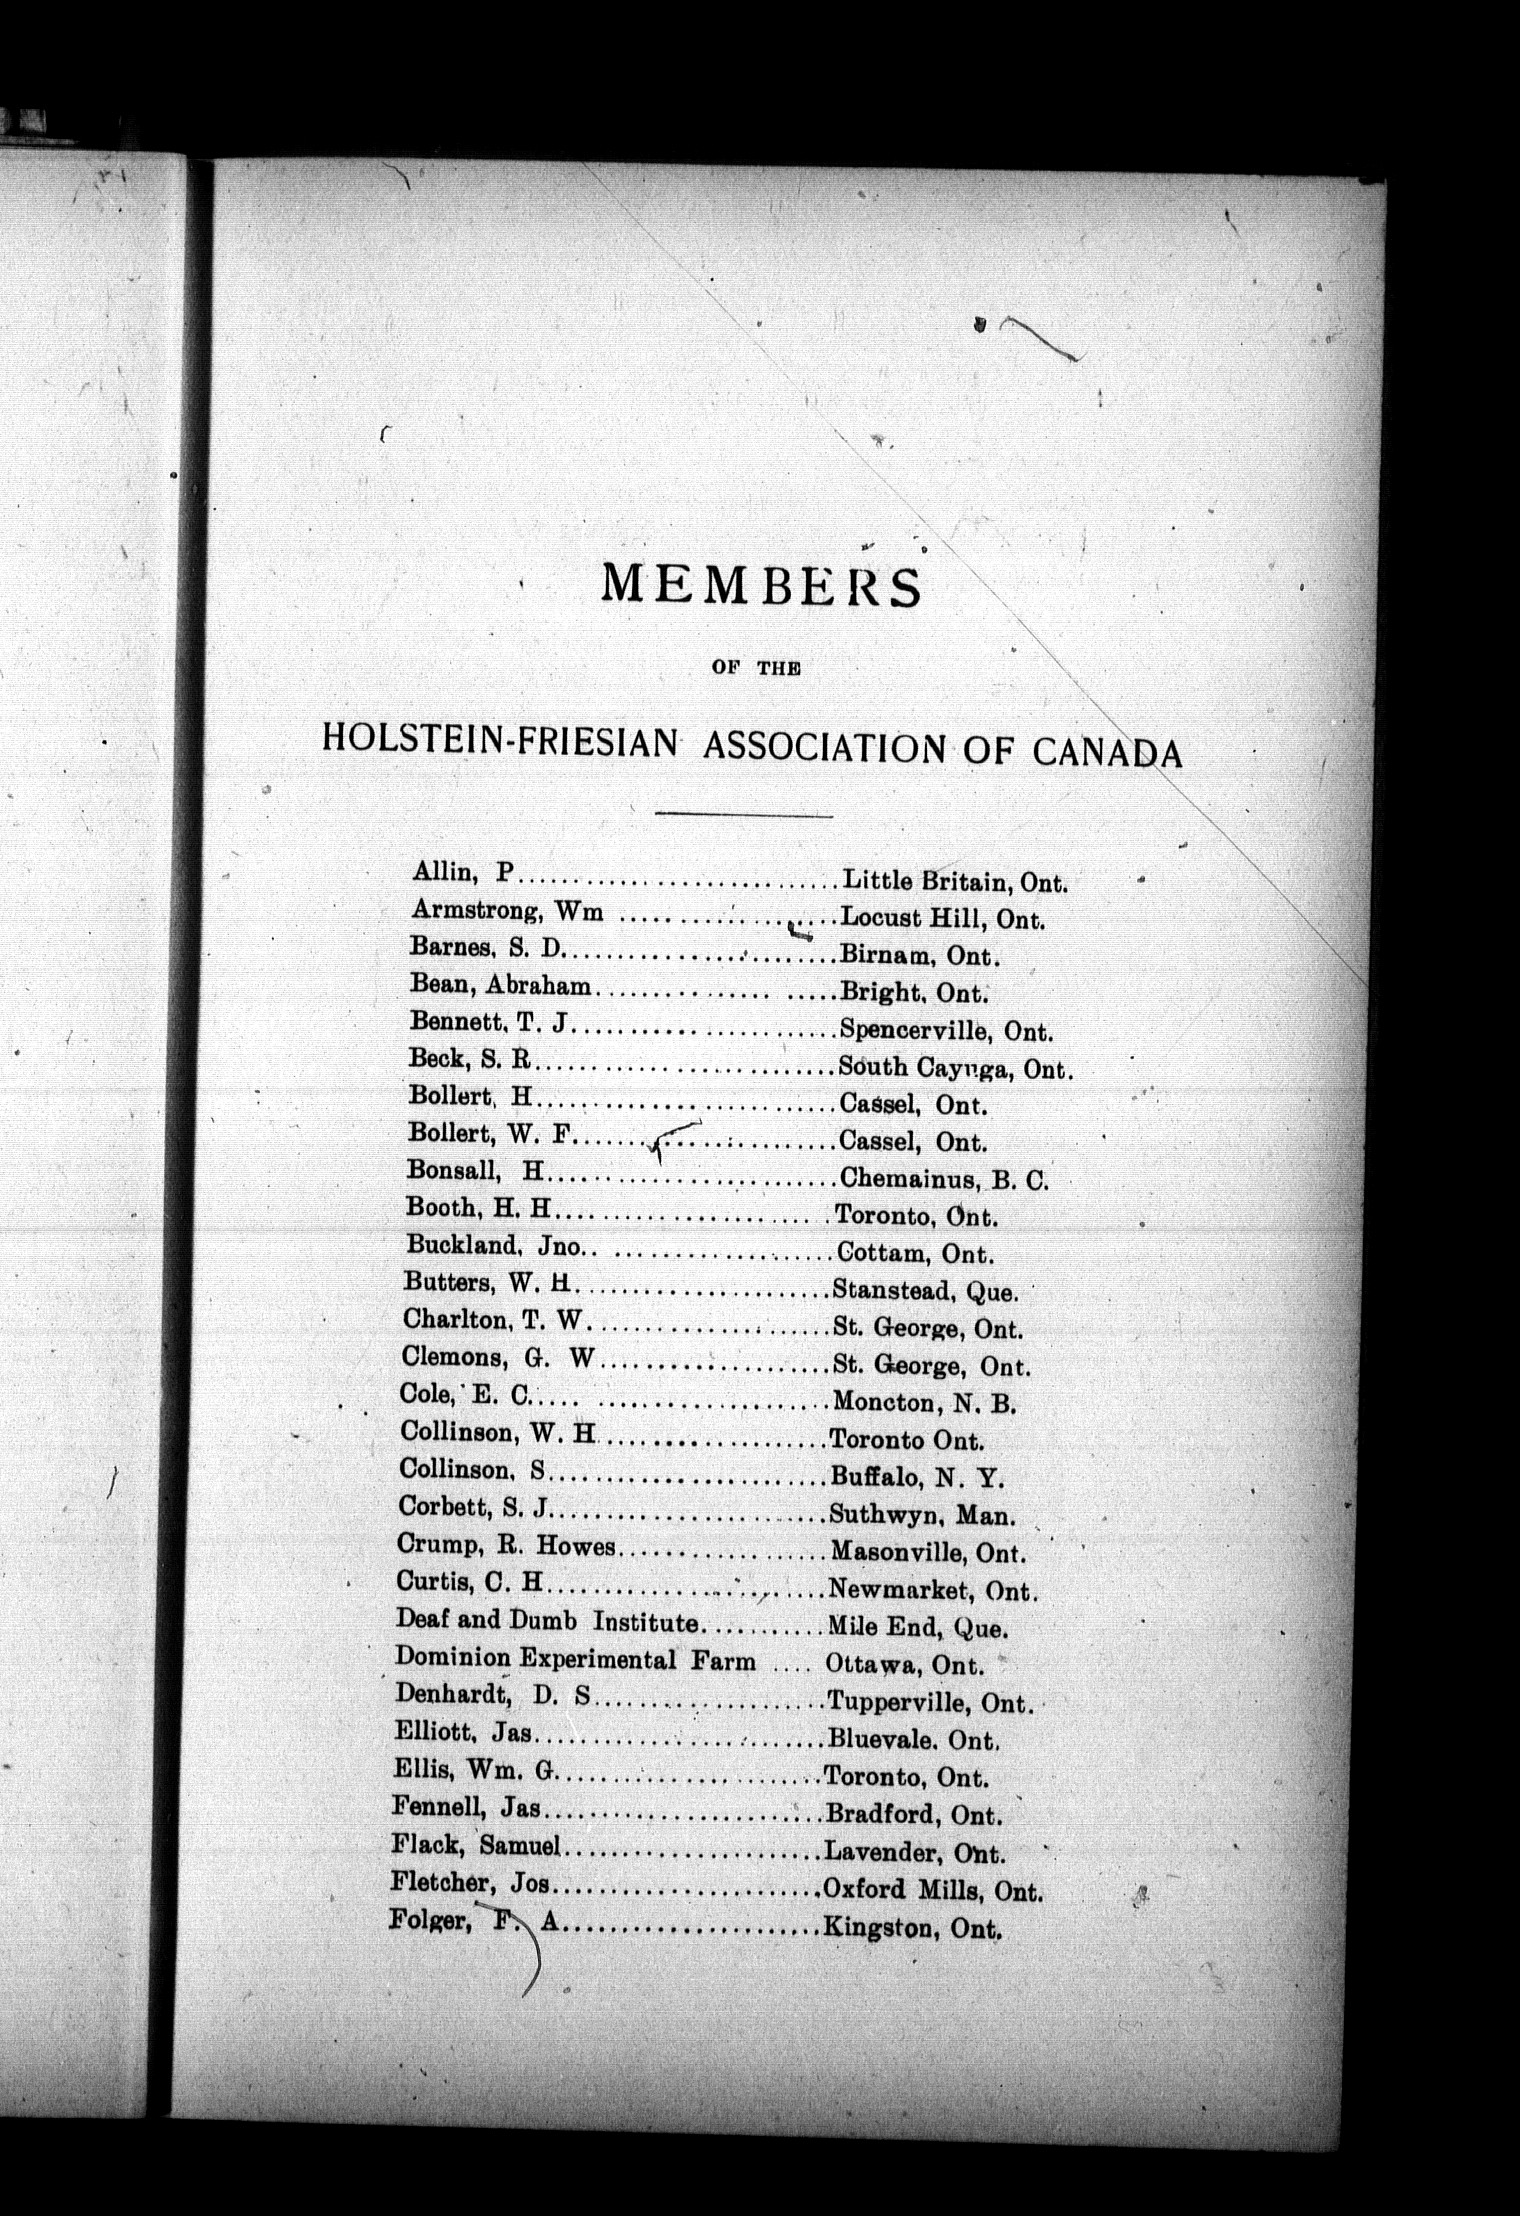 MEMBERS
OF THE
HOLSTEIN-FRIESIAN ASSOCIATION OF CANADA
Allin, P................................Little Britain, Ont.
Armstrong, Wm ......................Locust Hill, Ont.
Barnes, S. D...........................Birnam, Ont.
Bean, Abraham................ .....Bright, Ont.
Bennett, T. J..........................Spencerville, Ont.
Beck, S. R.............................South Cayuga, Ont.
Bollert, H.............................Cassel, Ont.
Bollert, W. F..........................Cassel, Ont.
Bonsall, H............................Chemainus, B. C.
Booth, H. H...........................Toronto, Ont.
Buckland, Jno.. .....................Cottam, Ont.
Butters, W. H.........................Stanstead, Que.
Charlton, T. W........................St. George, Ont.
Clemons, G. W.......................St. George, Ont.
Cole, E. C..... .......................Moncton, N. B.
Collinson, W. H......................Toronto Ont.
Collinson, S...........................Buffalo, N. Y.
Corbett, S. J...........................Suthwyn, Man.
Crump, R. Howes....................Masonville, Ont.
Curtis, C. H...........................Newmarket, Ont.
Deaf and Dumb Institute............Mile End, Que.
Dominion Experimental Farm .... Ottawa, Ont.
Denhardt, D. S.......................Tupperville, Ont.
Elliott, Jas............................Bluevale. Ont.
Ellis, Wm. G..........................Toronto, Ont.
Fennell, Jas...........................Bradford, Ont.
Flack, Samuel.........................Lavender, Ont.
Fletcher, Jos..........................Oxford Mills, Ont.
Folger, F. A..........................Kingston, Ont.